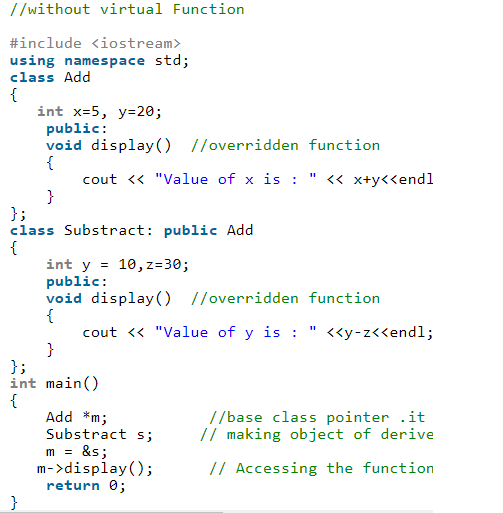 //without virtual Function
#include <iostream>
using namespace std;
class Add
{
int x=5, y=20;
public:
void display()  //overridden function
{
cout << "Value of x is : " << x+y<<endl
}
};
class Substract: public Add
{
int y = 10,z=30;
public:
void display()  //overridden function
{
cout << "Value of y is : " <<y-z<<endl;
}
};
int main()
{
Add *m;           //base class pointer .it
Substract s;     // making object of derive
m = &s;
m->display();      // Accessing the function
return 0;
}